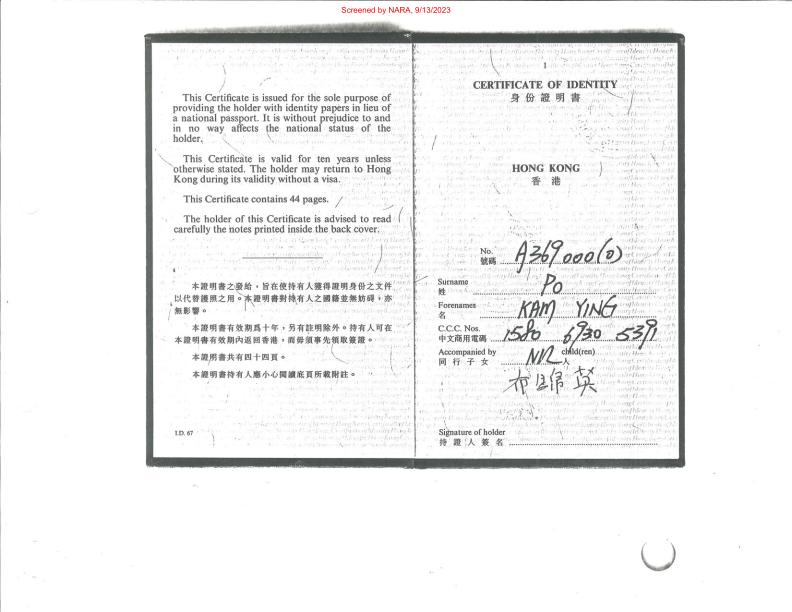 Screened by NARA, 9/13/2023
This Certificate is issued for the sole purpose of
providing the holder with identity papers in lieu of
a national passport. It is without prejudice to and
in no way affects the national status of the
holder.
This Certificate is valid for ten years unless
otherwise stated. The holder may return to Hong
Kong during its validity without a visa.
This Certificate contains 44 pages.
The holder of this Certificate is advised to read
carefully the notes printed inside the back cover.
本證明書之發給，旨在使持有人獲得證明身份之文件
以代替護照之用。本證明書對持有人之國籍並無妨碍，亦
無影響。
本證明書有效期爲十年，另有註明除外。持有人可在
本證明書有效期內返回香港，而毋須事先領取簽證。
本證明書共有四十四頁。
本證明書持有人應小心閱讀底頁所載附註。
I.D. 67
1
CERTIFICATE OF IDENTITY
身份證明書
HONG KONG
香港
No. A369000(0)
號碼
Surname PO
姓
Forenames KAM YING
名
C.C.C. Nos. 1580 6930 5391
中文商用電碼
Accompanied by NIL child(ren)
同行子女 人
布歸英
Signature of holder
持證人簽名